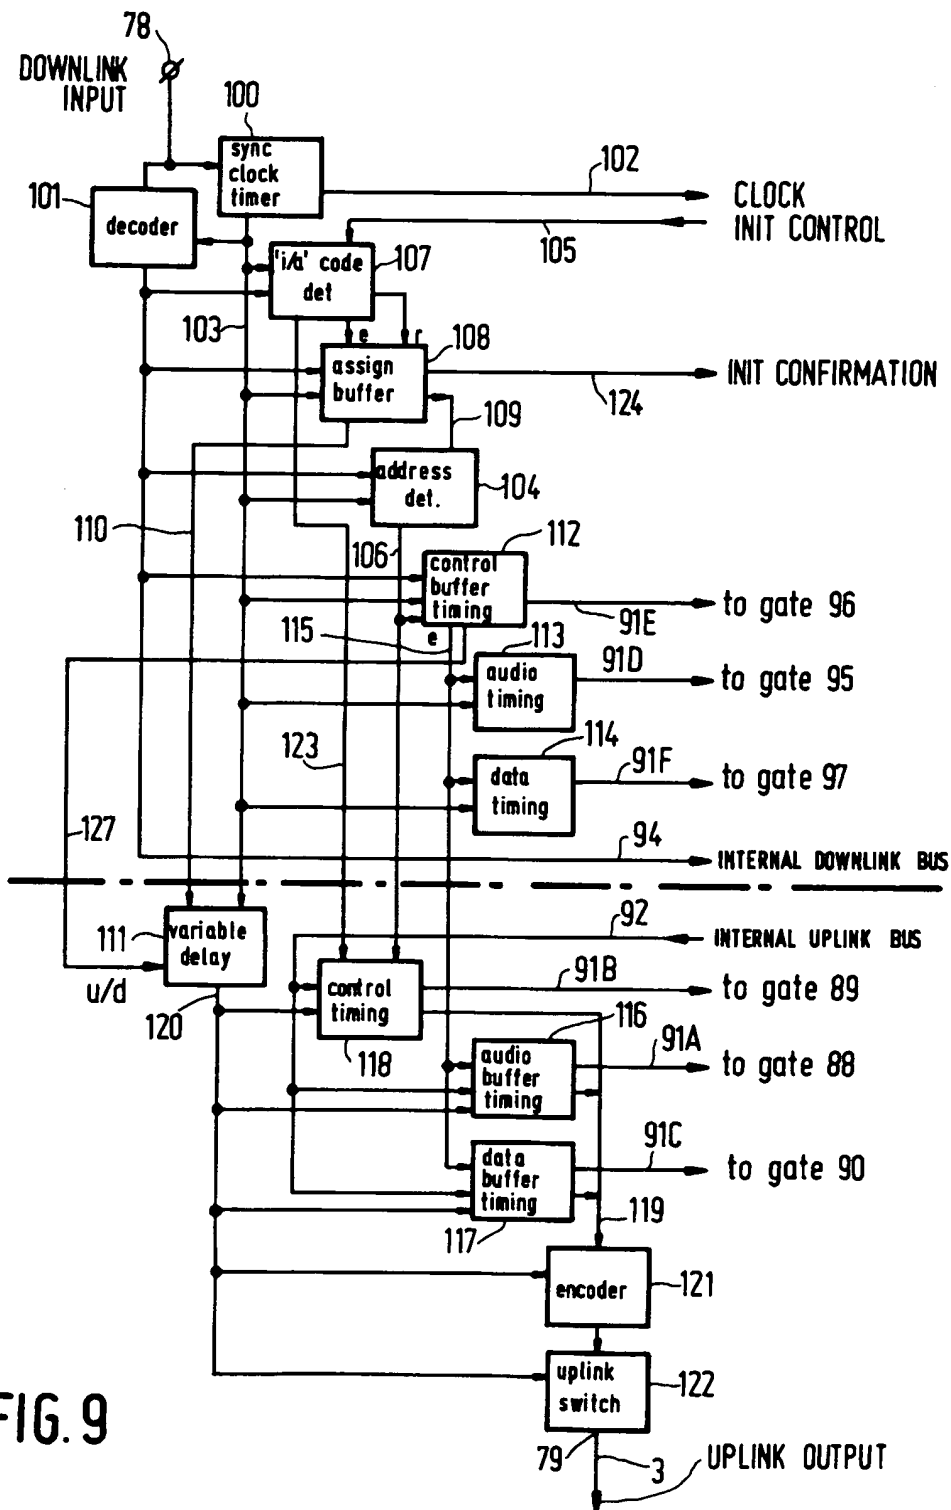 78
DOWNLINK
INPUT
100
sync
clock
timer
102
CLOCK
101
decoder
INIT CONTROL
105
'i/a' code
det
107
103
e
r
108
assign
buffer
INIT CONFIRMATION
124
109
address
det.
104
110
106
112
control
buffer
timing
91E
to gate 96
115
e
113
audio
timing
91D
to gate 95
123
114
data
timing
91F
to gate 97
127
94
INTERNAL DOWNLINK BUS
92
INTERNAL UPLINK BUS
111
variable
delay
u/d
120
control
timing
118
91B
to gate 89
116
audio
buffer
timing
91A
to gate 88
91C
data
buffer
timing
to gate 90
117
119
encoder
121
uplink
switch
122
FIG. 9
79
3
UPLINK OUTPUT